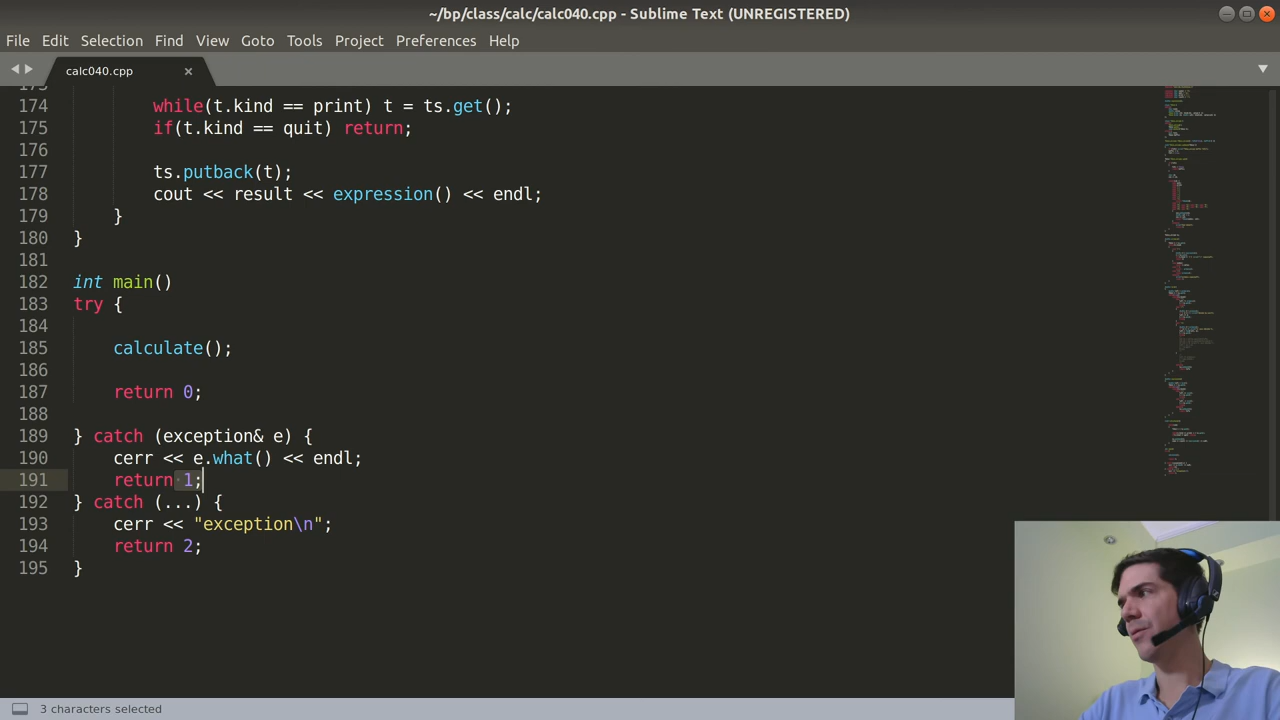 ~/bp/class/calc/calc040.cpp - Sublime Text (UNREGISTERED)
File Edit Selection Find View Goto Tools Project Preferences Help
calc040.cpp
174 while(t.kind == print) t = ts.get();
175 if(t.kind == quit) return;
176
177 ts.putback(t);
178 cout << result << expression() << endl;
179 }
180 }
181
182 int main()
183 try {
184
185 calculate();
186
187 return 0;
188
189 } catch (exception& e) {
190 cerr << e.what() << endl;
191 return 1;
192 } catch (...) {
193 cerr << "exception\n";
194 return 2;
195 }
3 characters selected